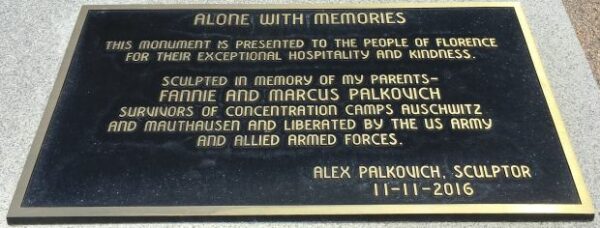 ALONE WITH MEMORIES
THIS MONUMENT IS PRESENTED TO THE PEOPLE OF FLORENCE
FOR THEIR EXCEPTIONAL HOSPITALITY AND KINDNESS.
SCULPTED IN MEMORY OF MY PARENTS-
FANNIE AND MARCUS PALKOVICH
SURVIVORS OF CONCENTRATION CAMPS AUSCHWITZ
AND MAUTHAUSEN AND LIBERATED BY THE US ARMY
AND ALLIED ARMED FORCES.
ALEX PALKOVICH, SCULPTOR
11-11-2016